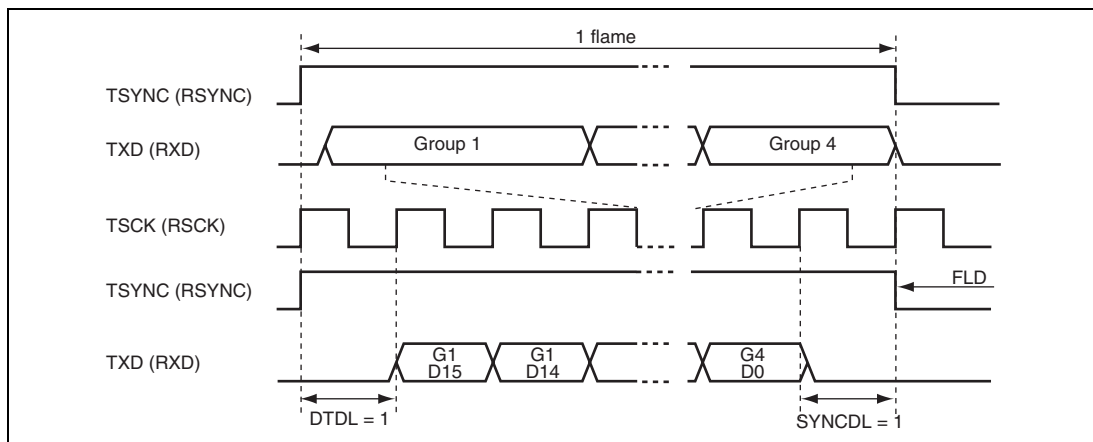 1 flame
TSYNC (RSYNC)
TXD (RXD)
Group 1
Group 4
TSCK (RSCK)
TSYNC (RSYNC)
FLD
TXD (RXD)
G1
D15
G1
D14
G4
D0
DTDL = 1
SYNCDL = 1